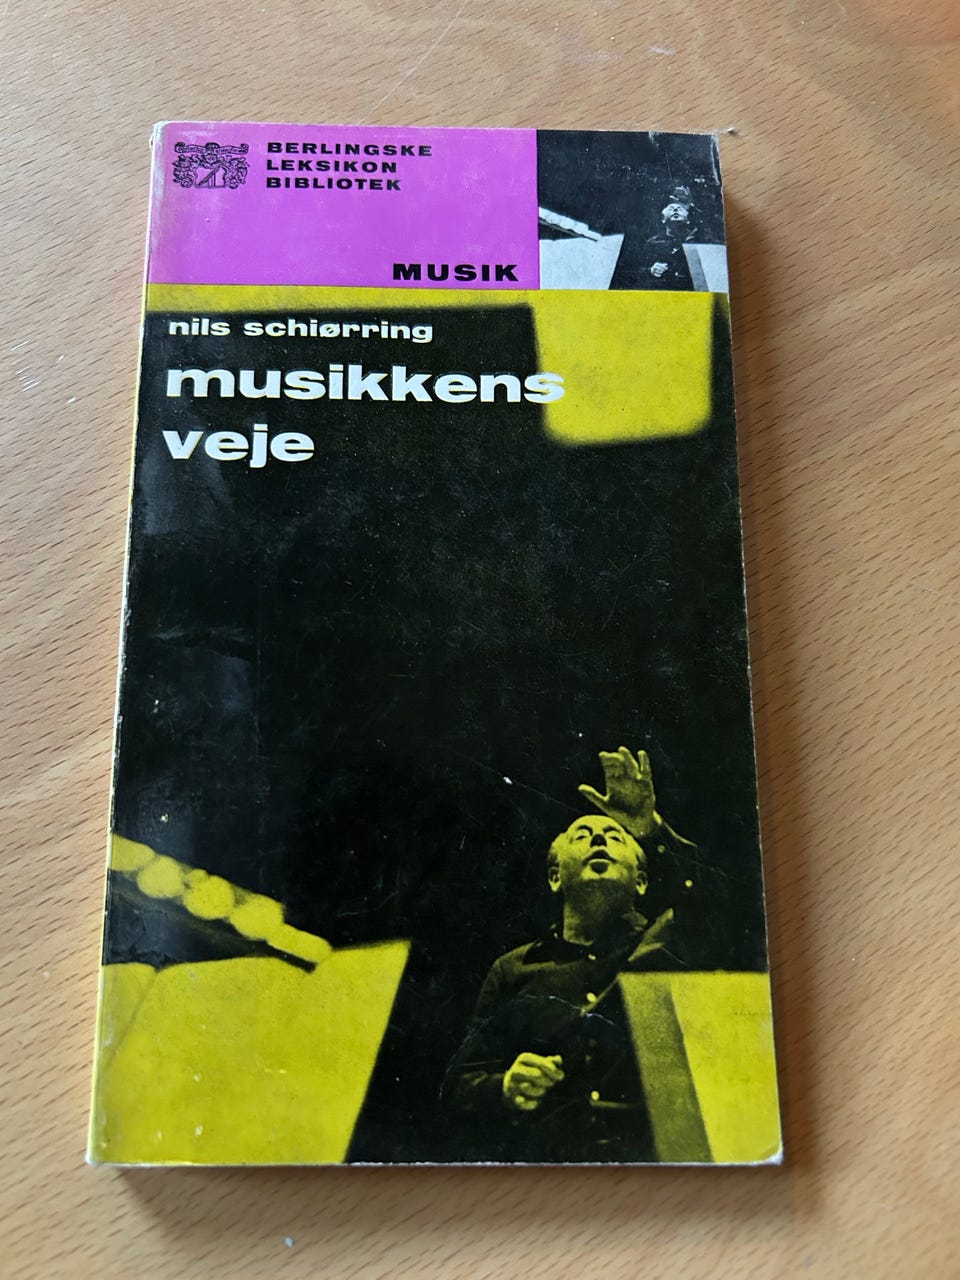 BERLINGSKE
LEKSIKON
BIBLIOTEK
MUSIK
nils schiørring
musikkens
veje